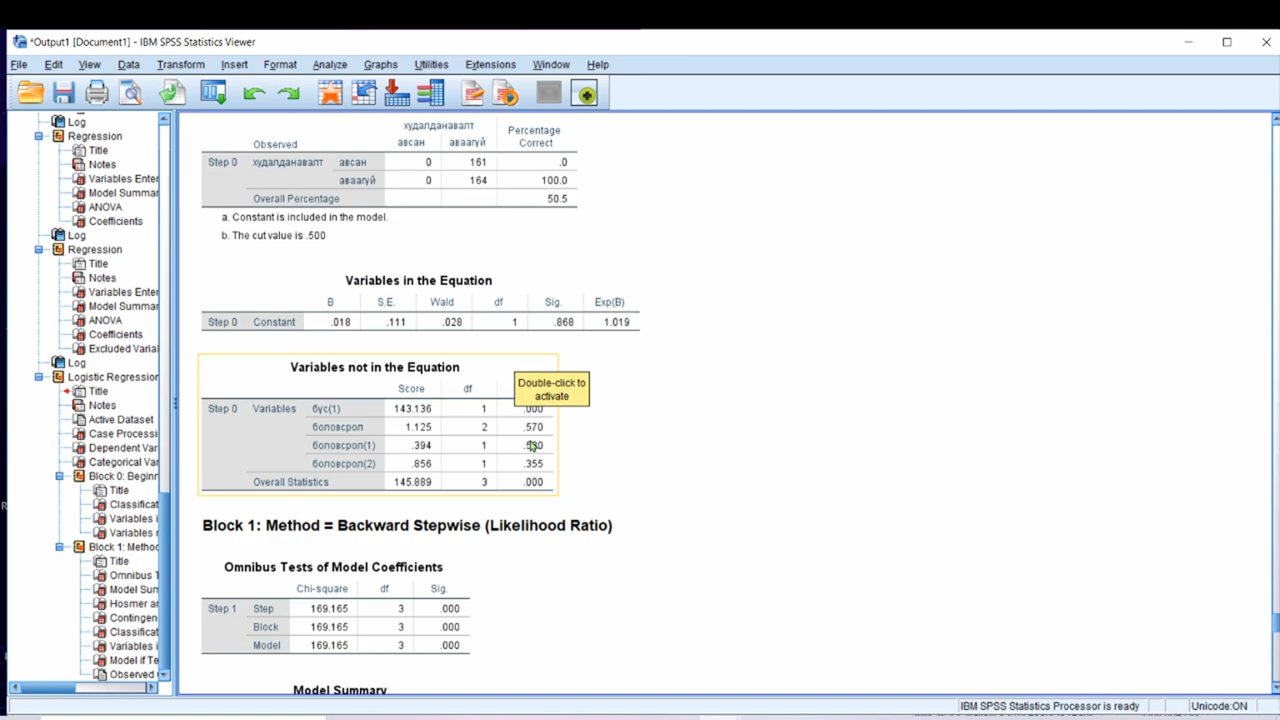 *Output1 [Document1] - IBM SPSS Statistics Viewer
File Edit View Data Transform Insert Format Analyze Graphs Utilities Extensions Window Help
Log
Regression
Title
Notes
Variables Enter
Model Summar
ANOVA
Coefficients
Log
Regression
Title
Notes
Variables Enter
Model Summar
ANOVA
Coefficients
Excluded Varia
Log
Logistic Regression
Title
Notes
Active Dataset
Case Processi
Dependent Var
Categorical Va
Block 0: Beginn
Title
Classificat
Variables i
Variables n
Block 1: Metho
Title
Omnibus T
Model Sum
Hosmer ar
Contingen
Classificat
Variables i
Model if Te
Observed
худалданавалт Percentage
Observed авсан аваагүй Correct
Step 0 худалданавалт авсан 0 161 .0
аваагүй 0 164 100.0
Overall Percentage 50.5
a. Constant is included in the model.
b. The cut value is .500
Variables in the Equation
B S.E. Wald df Sig. Exp(B)
Step 0 Constant .018 .111 .028 1 .868 1.019
Variables not in the Equation
Score df
Double-click to
activate
Step 0 Variables бүс(1) 143.136 1 .000
боловсрол 1.125 2 .570
боловсрол(1) .394 1
боловсрол(2) .856 1 .355
Overall Statistics 145.889 3 .000
Block 1: Method = Backward Stepwise (Likelihood Ratio)
Omnibus Tests of Model Coefficients
Chi-square df Sig.
Step 1 Step 169.165 3 .000
Block 169.165 3 .000
Model 169.165 3 .000
Model Summary
IBM SPSS Statistics Processor is ready Unicode:ON